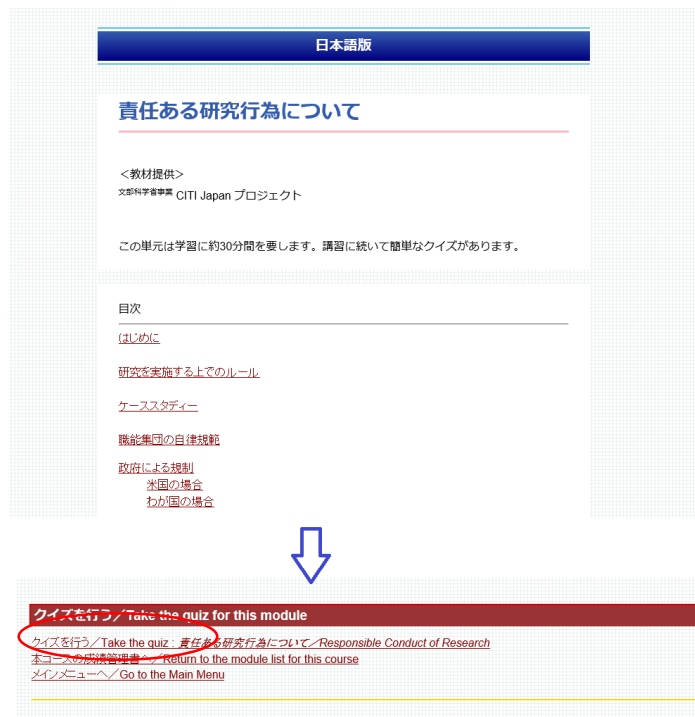 日本語版
責任ある研究行為について
＜教材提供＞
文部科学省事業 CITI Japan プロジェクト
この単元は学習に約30分間を要します。講習に続いて簡単なクイズがあります。
目次
はじめに
研究を実施する上でのルール
ケーススタディー
職能集団の自律規範
政府による規制
米国の場合
わが国の場合
クイズを行う／Take the quiz for this module
クイズを行う／Take the quiz : 責任ある研究行為について／Responsible Conduct of Research
本コースの成績管理書へ／Return to the module list for this course
メインメニューへ／Go to the Main Menu